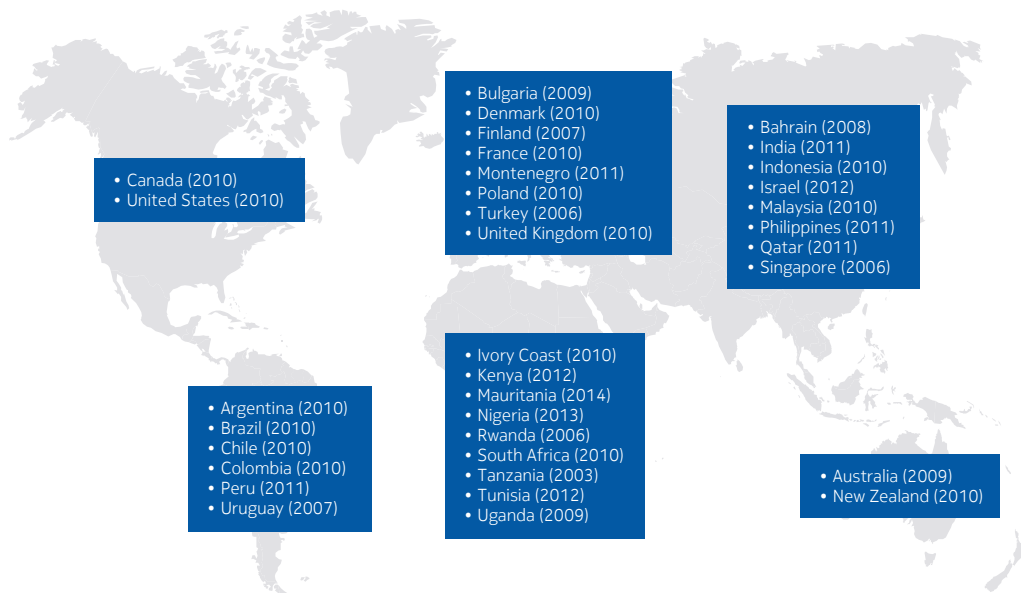 • Canada (2010)
• United States (2010)
• Bulgaria (2009)
• Denmark (2010)
• Finland (2007)
• France (2010)
• Montenegro (2011)
• Poland (2010)
• Turkey (2006)
• United Kingdom (2010)
• Bahrain (2008)
• India (2011)
• Indonesia (2010)
• Israel (2012)
• Malaysia (2010)
• Philippines (2011)
• Qatar (2011)
• Singapore (2006)
• Argentina (2010)
• Brazil (2010)
• Chile (2010)
• Colombia (2010)
• Peru (2011)
• Uruguay (2007)
• Ivory Coast (2010)
• Kenya (2012)
• Mauritania (2014)
• Nigeria (2013)
• Rwanda (2006)
• South Africa (2010)
• Tanzania (2003)
• Tunisia (2012)
• Uganda (2009)
• Australia (2009)
• New Zealand (2010)